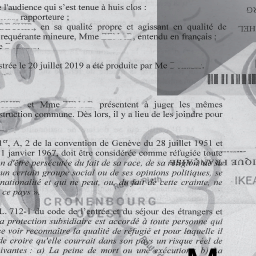 l'audience qui s'est tenue à huis clos :
rapporteure ;
, en sa qualité propre et agissant en qualité de
requérante mineure, Mme , entendu en français ;
strée le 20 juillet 2019 a été produite par Me
et Mme présentent à juger les mêmes
struction commune. Dès lors, il y a lieu de les joindre pour
1er, A, 2 de la convention de Genève du 28 juillet 1951 et
1 janvier 1967, doit être considérée comme réfugiée toute
d'être persécutée du fait de sa race, de sa religion, de sa
un certain groupe social ou de ses opinions politiques, se
nationalité et qui ne peut, ou, du fait de cette crainte, ne
ce pays
IKEA
CRONENBOURG
L. 712-1 du code de l'entrée et du séjour des étrangers et
a protection subsidiaire est accordé à toute personne qui
voir reconnaître la qualité de réfugié et pour laquelle il
de croire qu'elle courrait dans son pays un risque réel de
ivantes : a) La peine de mort ou une exécution ; b) la